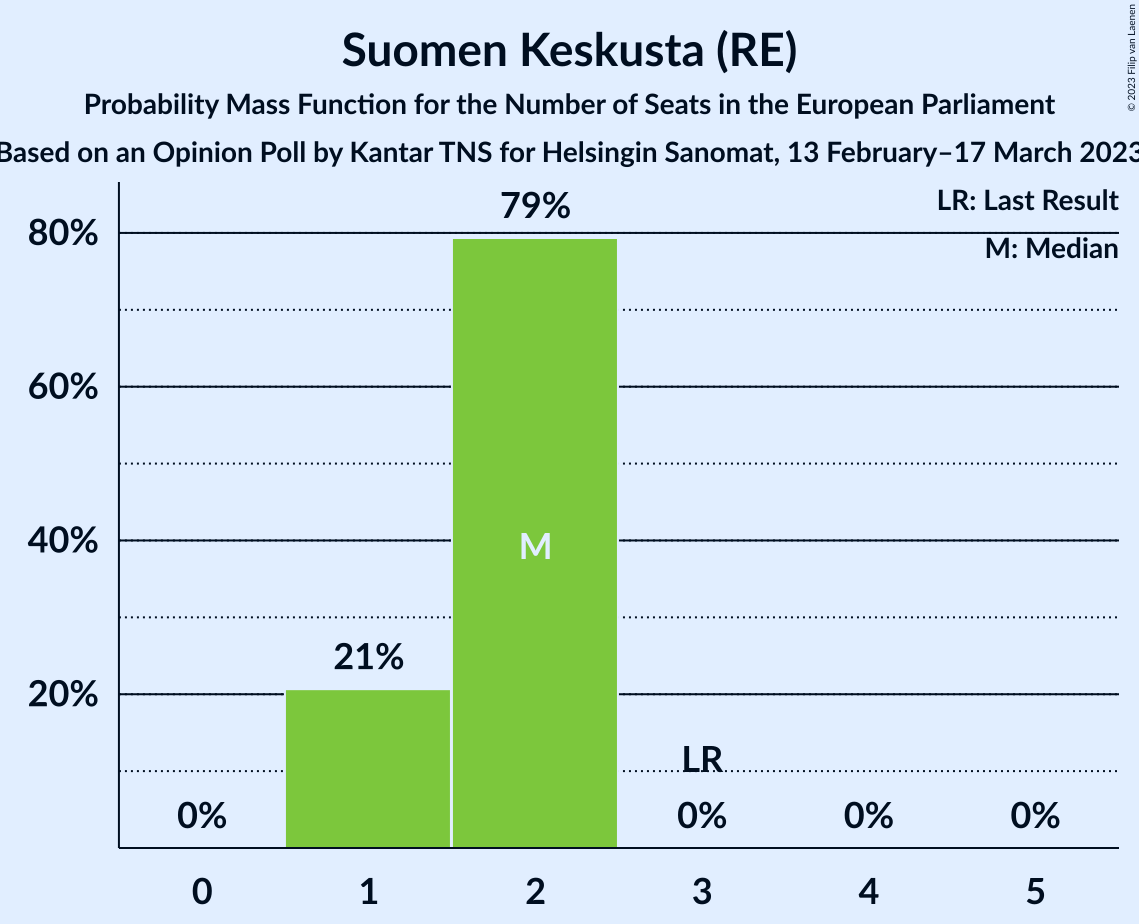 Suomen Keskusta (RE)
Probability Mass Function for the Number of Seats in the European Parliament
Based on an Opinion Poll by Kantar TNS for Helsingin Sanomat, 13 February–17 March 2023
© 2023 Filip van Laenen
LR: Last Result
M: Median
79%
80%
60%
40%
M
21%
20%
LR
0%
0%
0%
0%
0
1
2
3
4
5